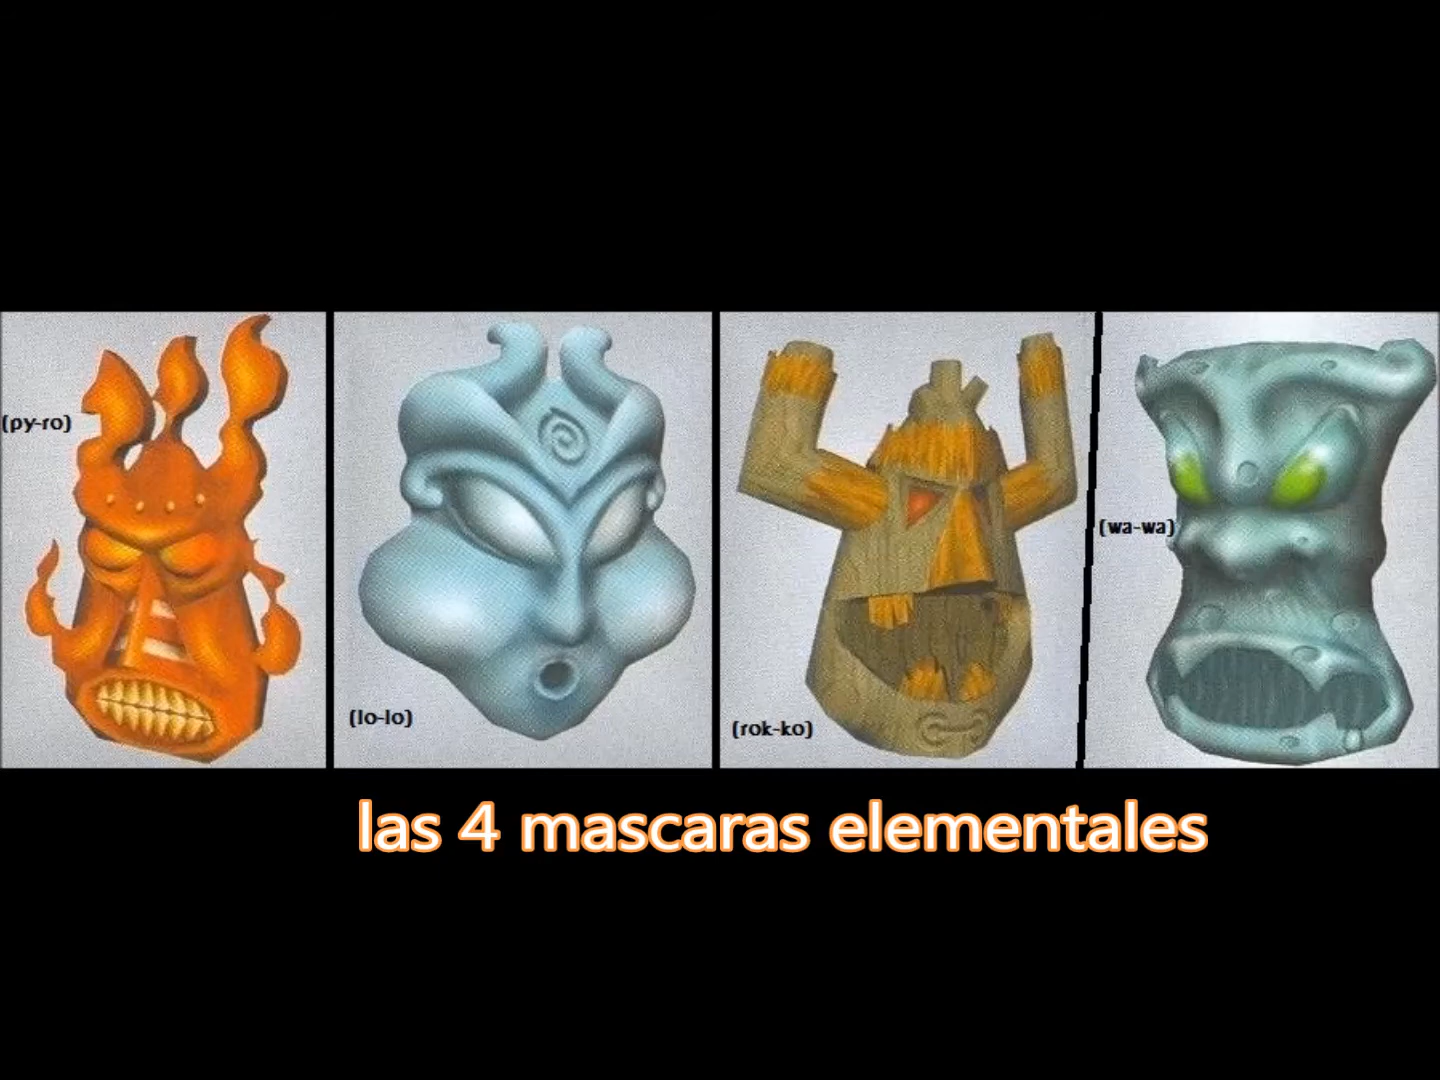 (py-ro)
(lo-lo)
(rok-ko)
(wa-wa)
las 4 mascaras elementales